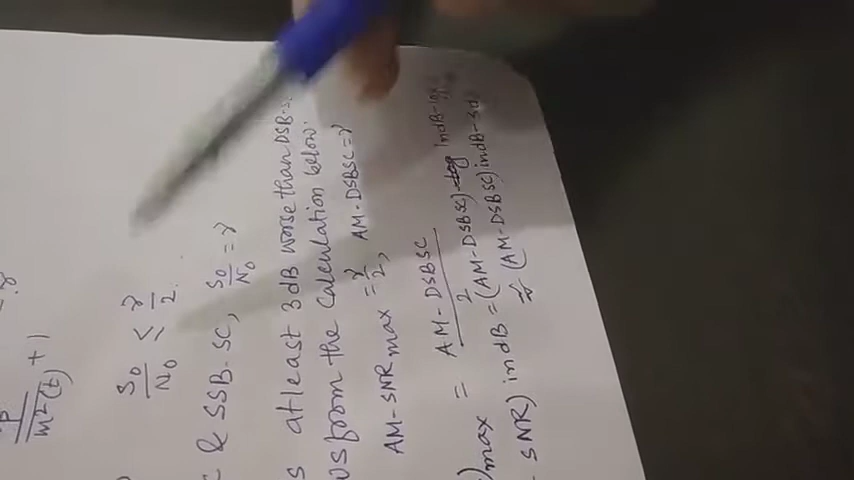 = γ
p / m²(t) + 1
S₀/N₀ ≤ γ/2.
& SSB-SC, S₀/N₀ = γ
atleast 3dB worse than DSB-
from the calculation below.
AM-SNR max = γ/2, AM-DSBSC = γ
max = AM-DSBSC / 2
SNR) in dB = (AM-DSBSC) in dB -
≈ (AM-DSBSC) in dB - 3d